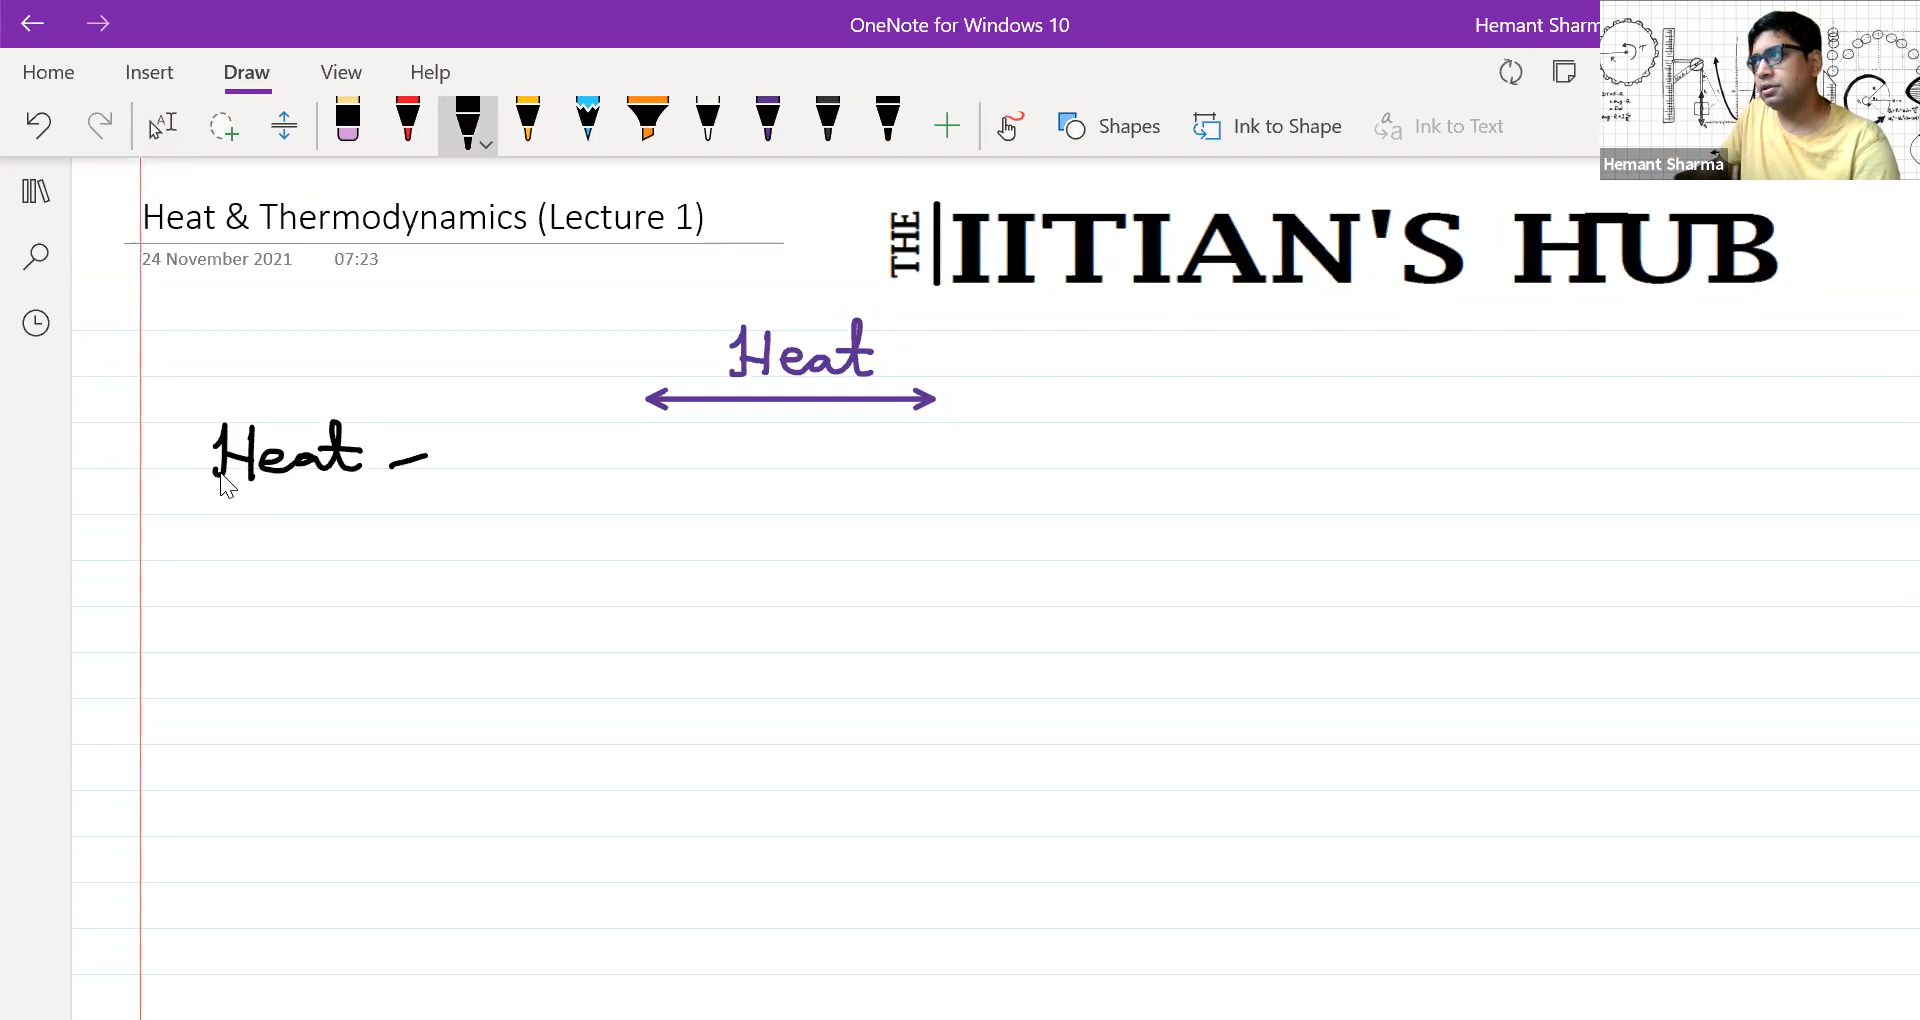 OneNote for Windows 10
Hemant Sharm
Home Insert Draw View Help
Shapes Ink to Shape Ink to Text
Hemant Sharma
Heat & Thermodynamics (Lecture 1)
24 November 2021 07:23
THE IITIAN'S HUB
Heat
Heat –